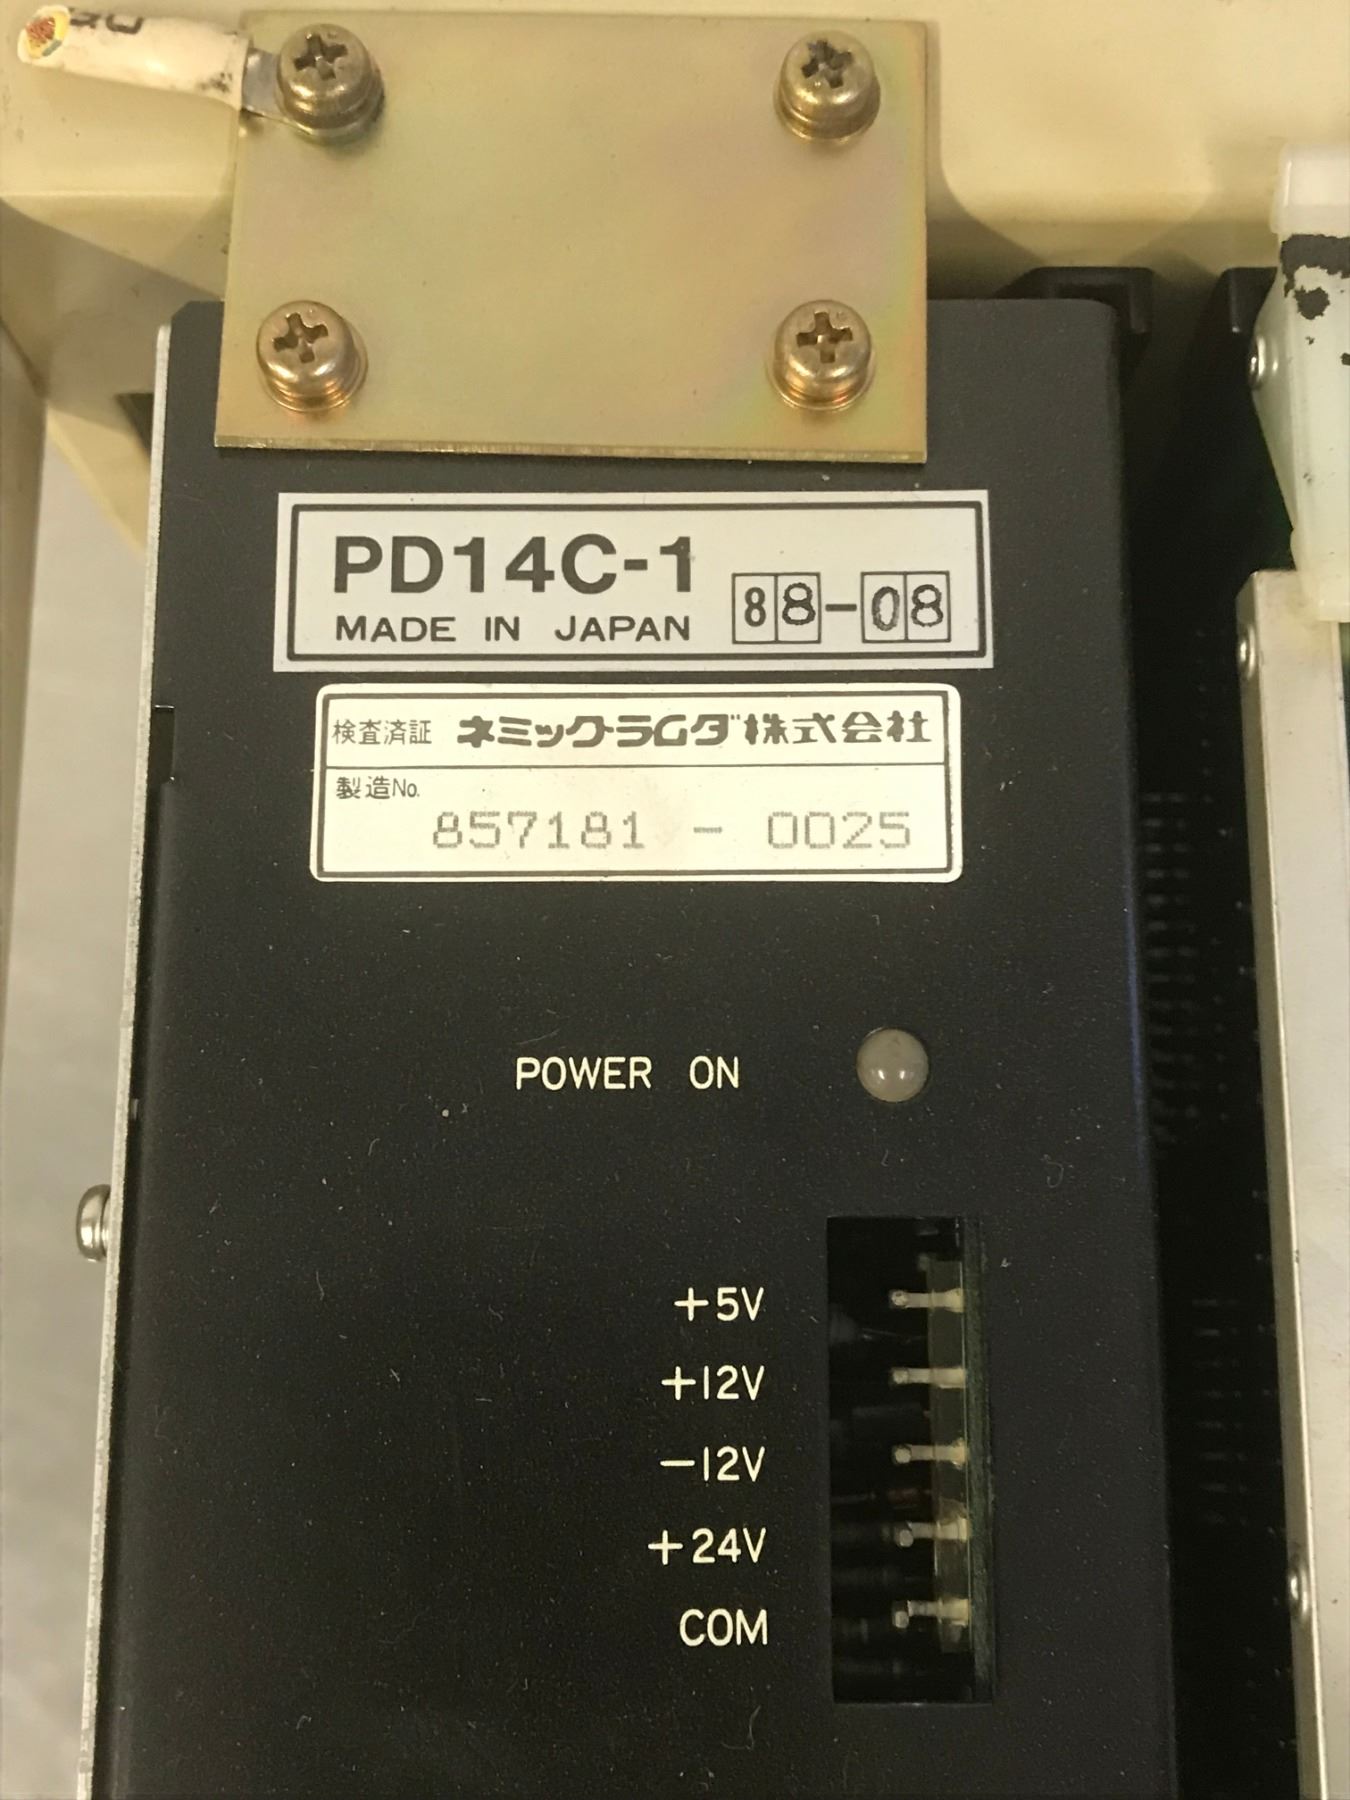 PD14C-1
MADE IN JAPAN 88-08
検査済証 ネミック・ラムダ株式会社
製造No.
857181 - 0025
POWER ON
+5V
+12V
-12V
+24V
COM